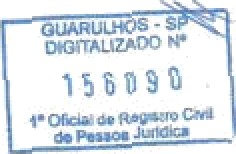 GUARULHOS - SP
DIGITALIZADO Nº
156090
1º Oficial de Registro Civil
de Pessoa Jurídica